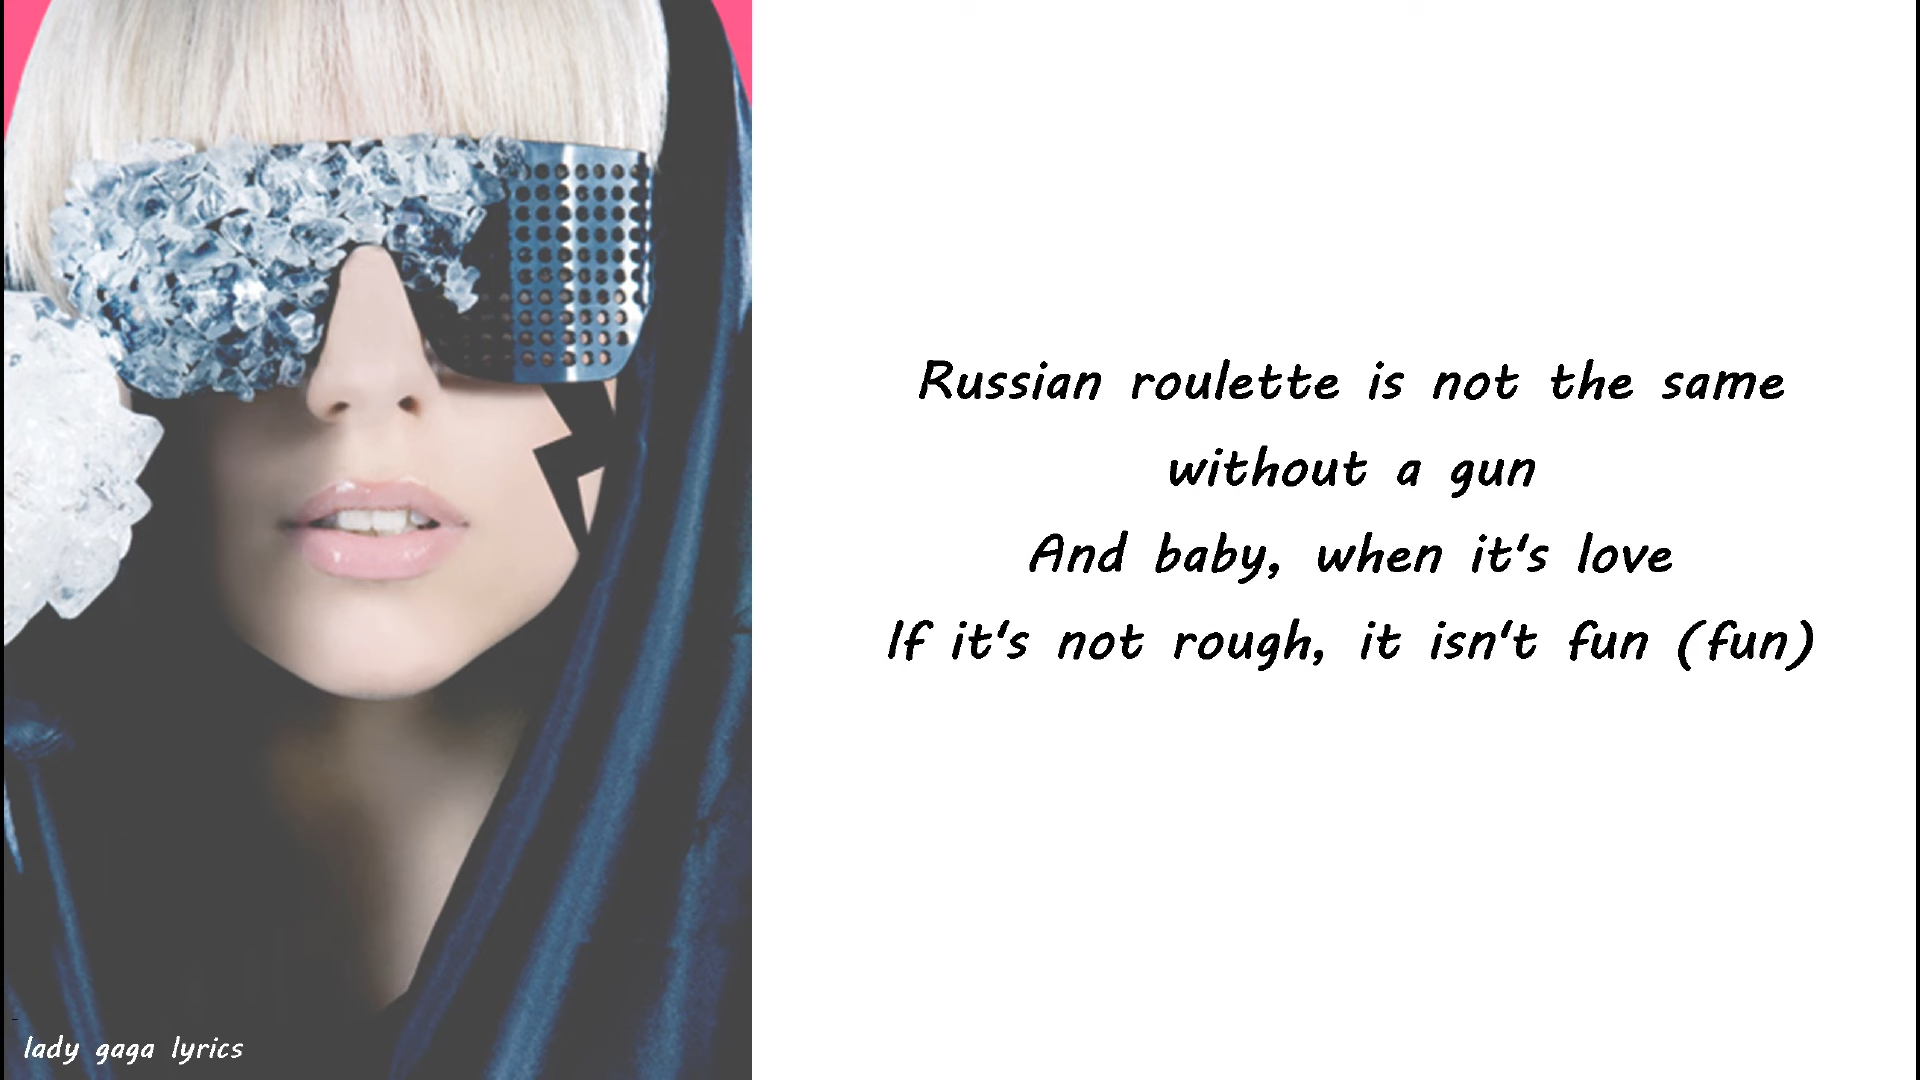 Russian roulette is not the same
without a gun
And baby, when it's love
If it's not rough, it isn't fun (fun)
lady gaga lyrics